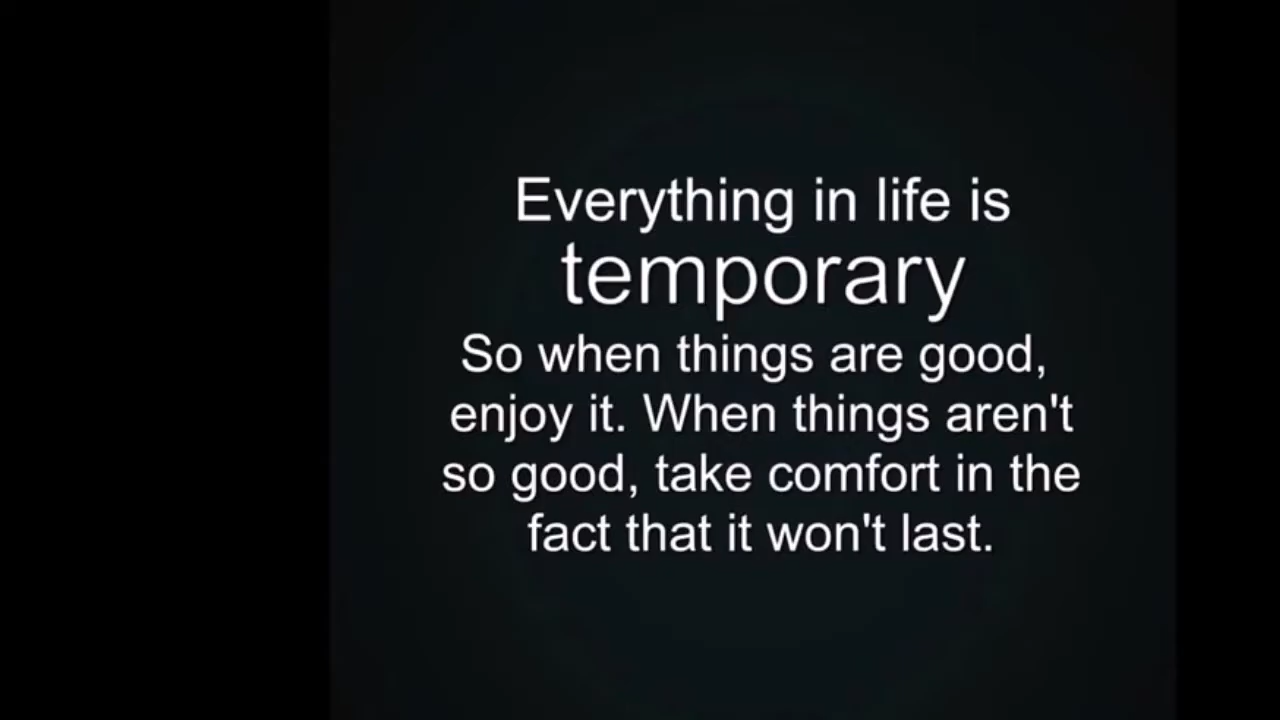 Everything in life is
temporary
So when things are good,
enjoy it. When things aren't
so good, take comfort in the
fact that it won't last.